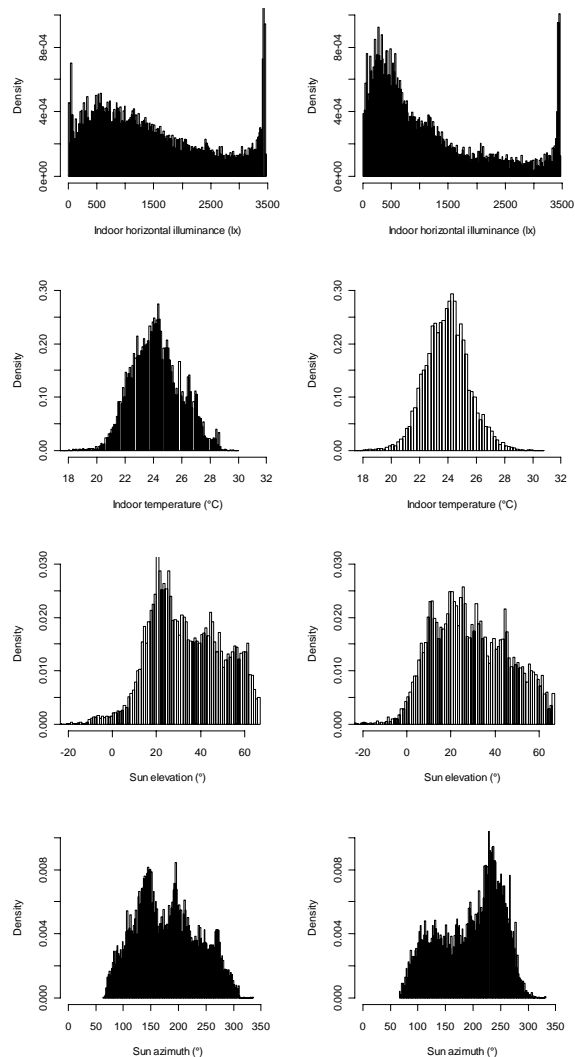 Density
0e+00 4e-04 8e-04
0 500 1500 2500 3500
Indoor horizontal illuminance (lx)
Density
0e+00 4e-04 8e-04
0 500 1500 2500 3500
Indoor horizontal illuminance (lx)
Density
0.00 0.10 0.20 0.30
18 20 22 24 26 28 30 32
Indoor temperature (°C)
Density
0.00 0.10 0.20 0.30
18 20 22 24 26 28 30 32
Indoor temperature (°C)
Density
0.000 0.010 0.020 0.030
-20 0 20 40 60
Sun elevation (°)
Density
0.000 0.010 0.020 0.030
-20 0 20 40 60
Sun elevation (°)
Density
0.000 0.004 0.008
0 50 100 150 200 250 300 350
Sun azimuth (°)
Density
0.000 0.004 0.008
0 50 100 150 200 250 300 350
Sun azimuth (°)